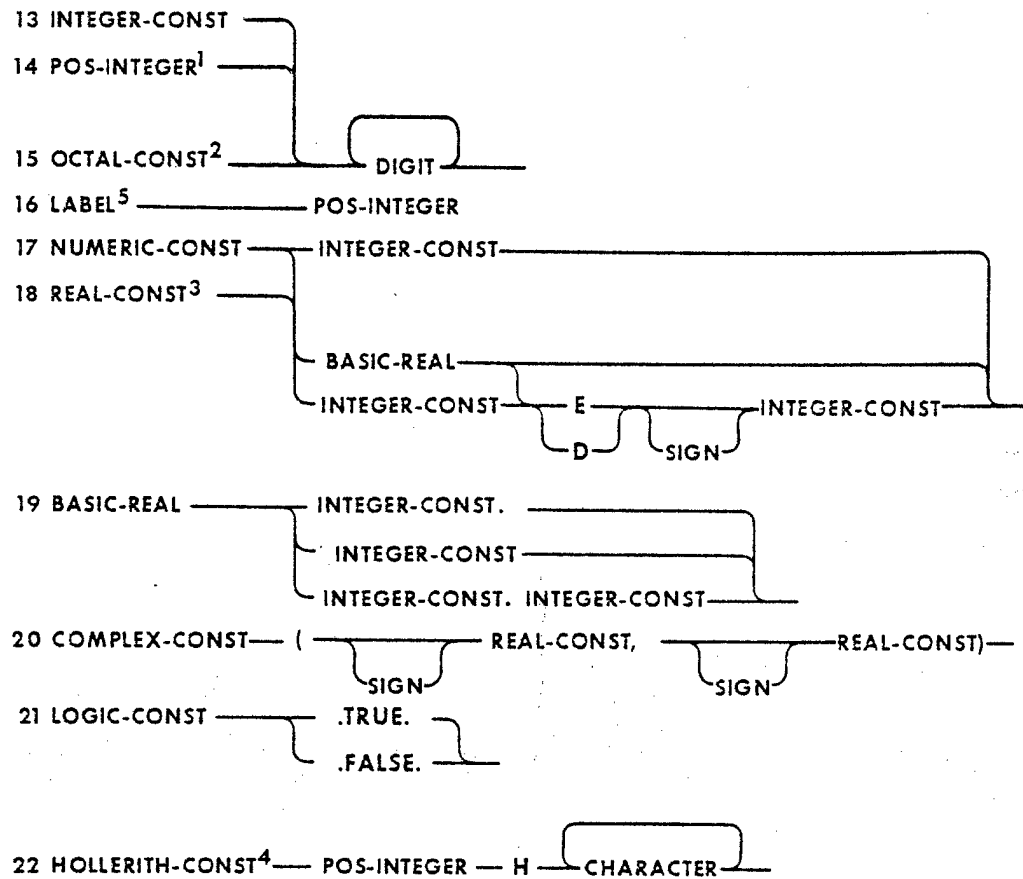 13 INTEGER-CONST
14 POS-INTEGER1
15 OCTAL-CONST2 DIGIT
16 LABEL5 POS-INTEGER
17 NUMERIC-CONST INTEGER-CONST
18 REAL-CONST3
BASIC-REAL
INTEGER-CONST E INTEGER-CONST
D SIGN
19 BASIC-REAL INTEGER-CONST.
INTEGER-CONST
INTEGER-CONST. INTEGER-CONST
20 COMPLEX-CONST ( REAL-CONST, REAL-CONST)
SIGN SIGN
21 LOGIC-CONST .TRUE.
.FALSE.
22 HOLLERITH-CONST4 POS-INTEGER H CHARACTER